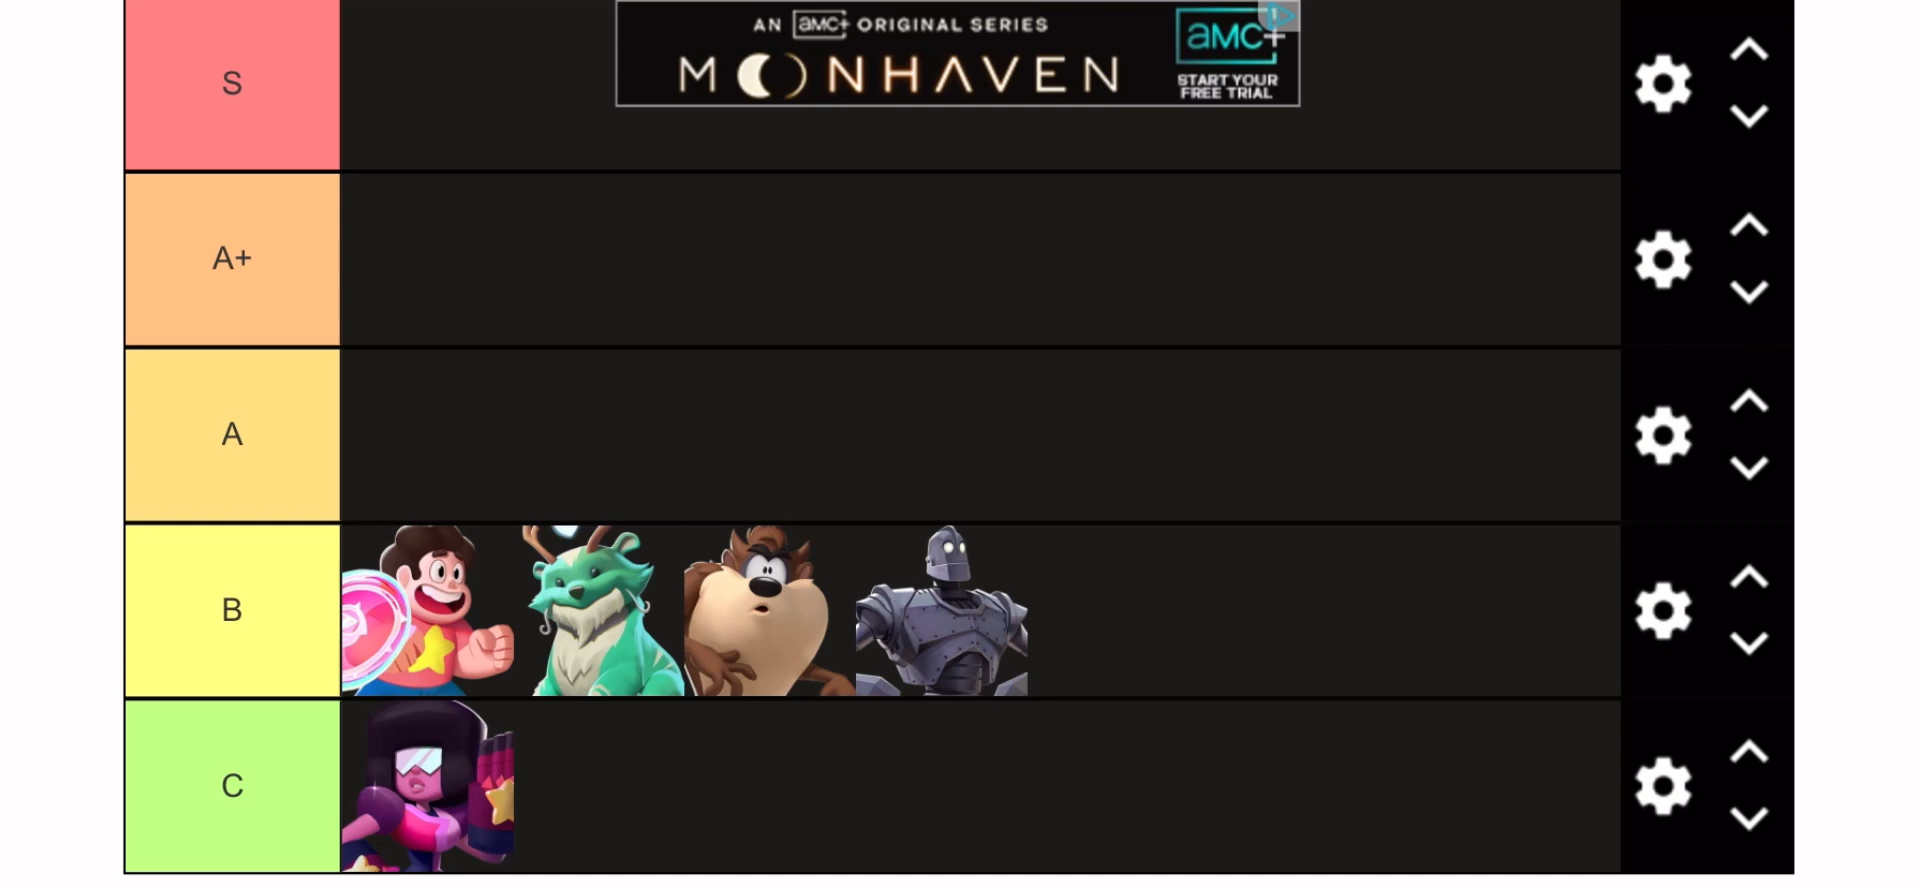 AN aMC+ ORIGINAL SERIES
MOONHAVEN
aMC+
START YOUR
FREE TRIAL
S
A+
A
B
C